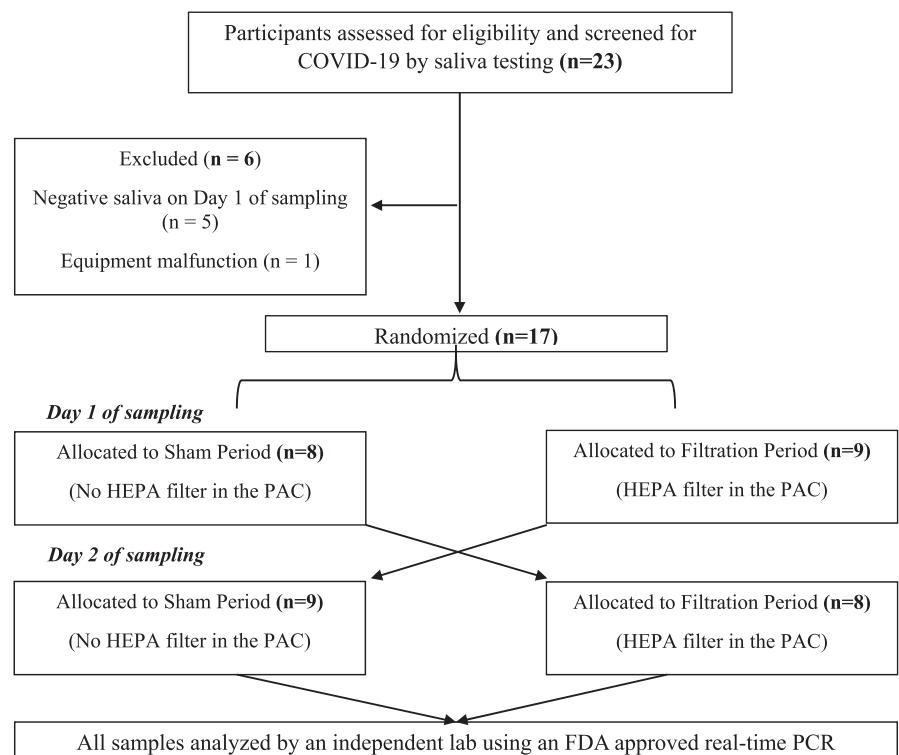 Participants assessed for eligibility and screened for
COVID-19 by saliva testing (n=23)
Excluded (n = 6)
Negative saliva on Day 1 of sampling
(n = 5)
Equipment malfunction (n = 1)
Randomized (n=17)
Day 1 of sampling
Allocated to Sham Period (n=8)
(No HEPA filter in the PAC)
Allocated to Filtration Period (n=9)
(HEPA filter in the PAC)
Day 2 of sampling
Allocated to Sham Period (n=9)
(No HEPA filter in the PAC)
Allocated to Filtration Period (n=8)
(HEPA filter in the PAC)
All samples analyzed by an independent lab using an FDA approved real-time PCR